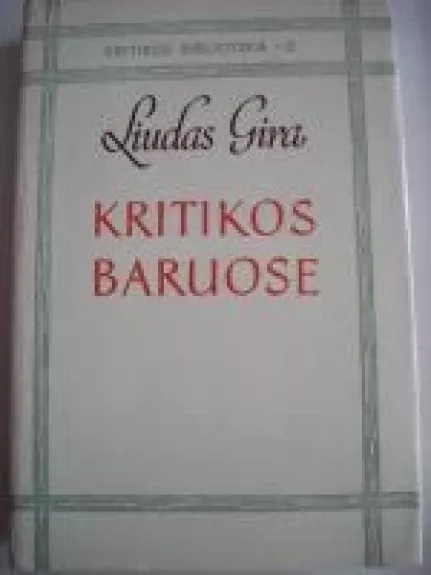 KRITIKOS BIBLIOTEKA · 2
Liudas Gira
KRITIKOS
BARUOSE